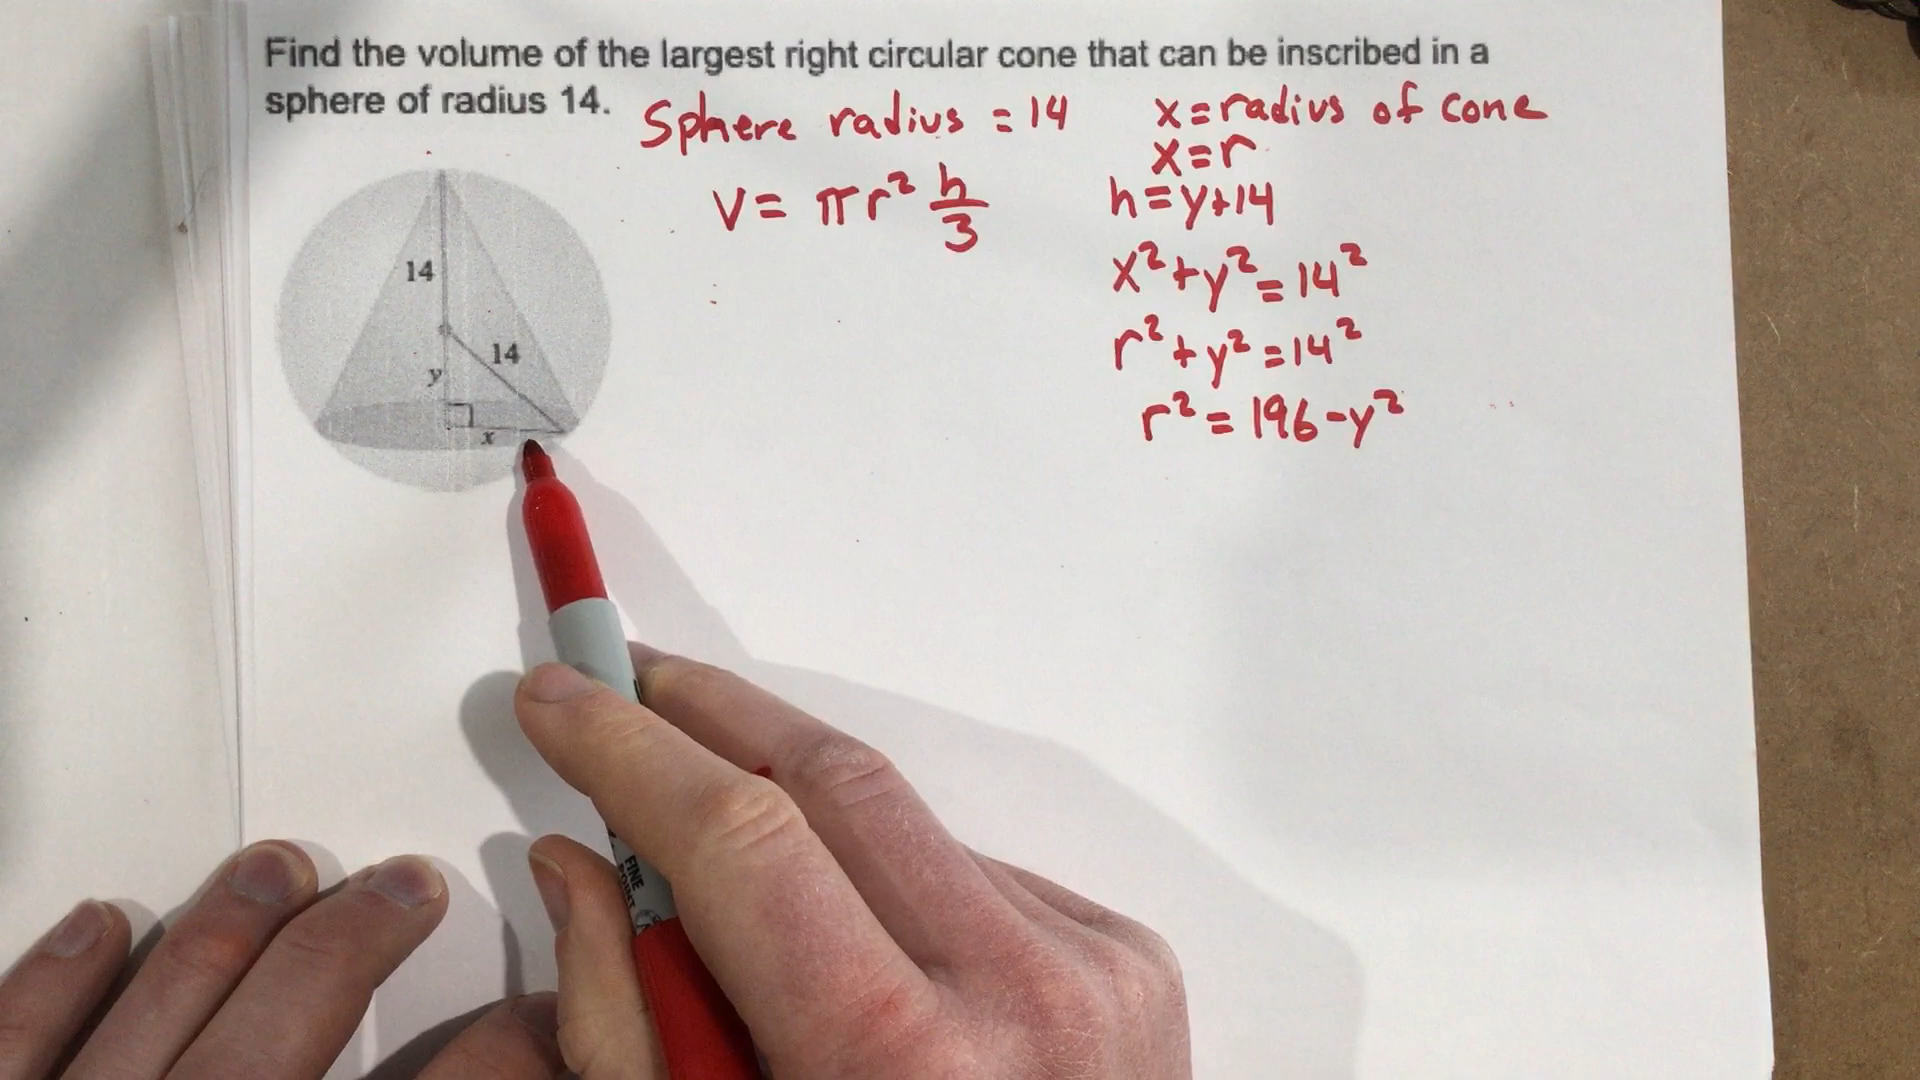 Find the volume of the largest right circular cone that can be inscribed in a
sphere of radius 14.
Sphere radius = 14
V = πr² h/3
x = radius of cone
x = r
h = y + 14
x² + y² = 14²
r² + y² = 14²
r² = 196 - y²
14
14
y
x
FINE
POINT